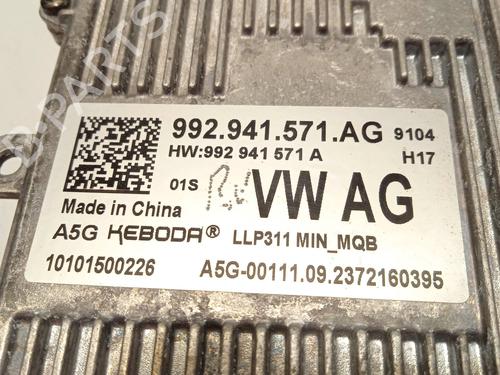 992.941.571.AG 9104
HW:992 941 571 A H17
01S VW AG
Made in China
A5G KEBODA® LLP311 MIN_MQB
10101500226 A5G-00111.09.2372160395